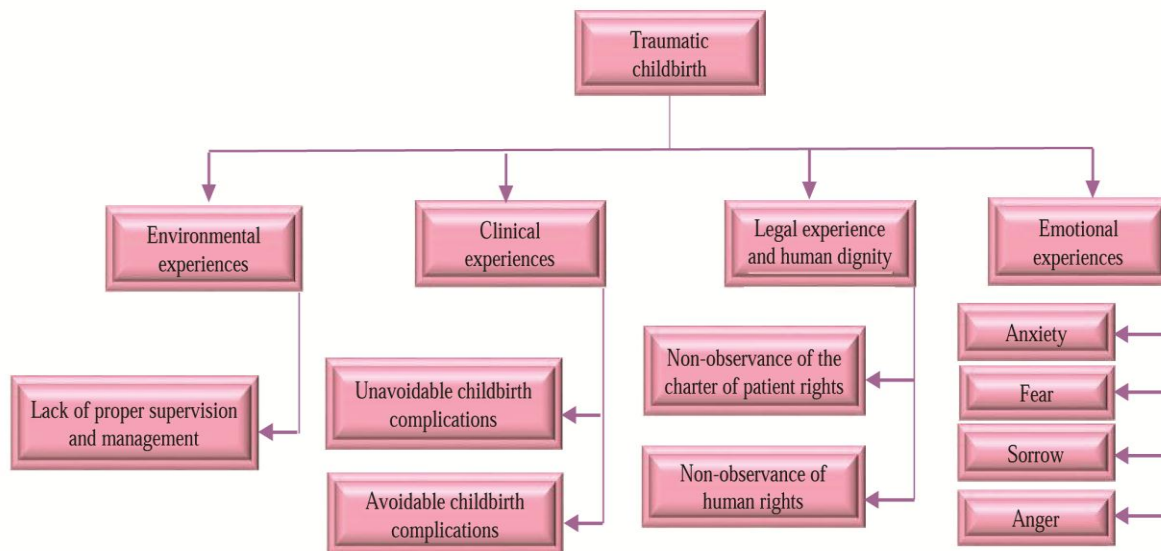 Traumatic
childbirth
Environmental
experiences
Clinical
experiences
Legal experience
and human dignity
Emotional
experiences
Lack of proper supervision
and management
Unavoidable childbirth
complications
Avoidable childbirth
complications
Non-observance of the
charter of patient rights
Non-observance of
human rights
Anxiety
Fear
Sorrow
Anger